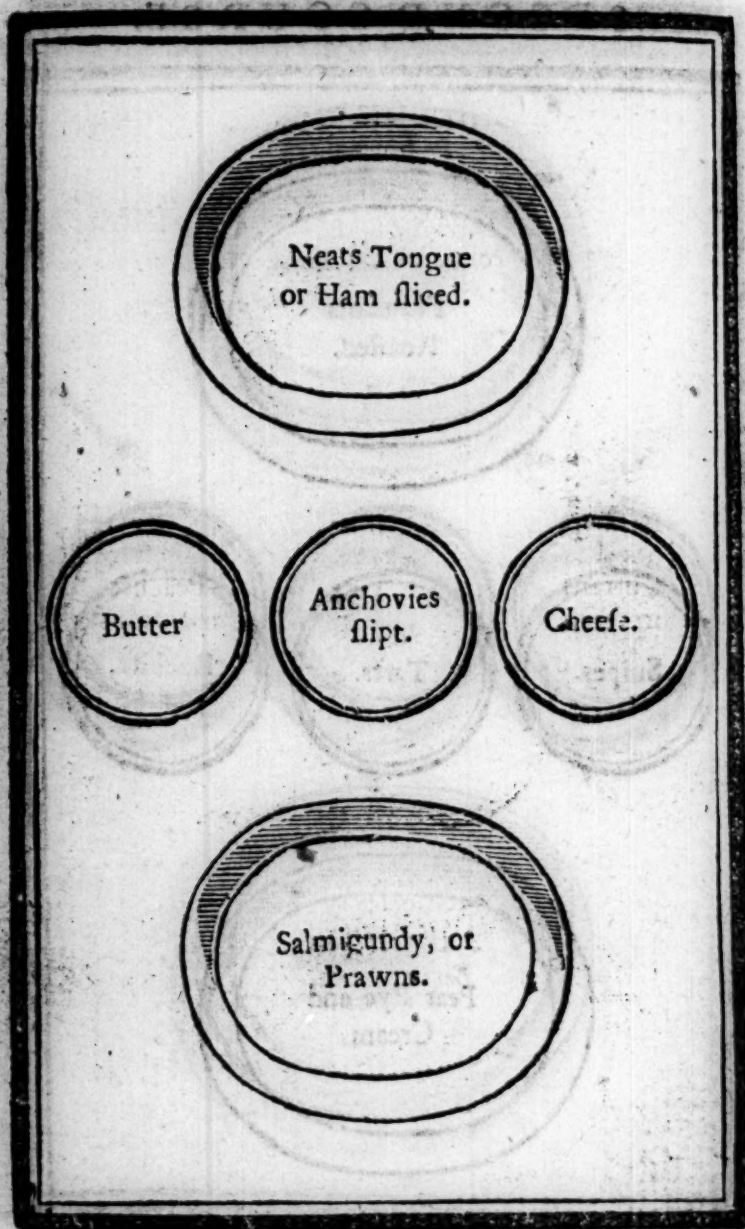 Neats Tongue
or Ham ſliced.
Butter
Anchovies
ſlipt.
Cheeſe.
Salmigundy, or
Prawns.